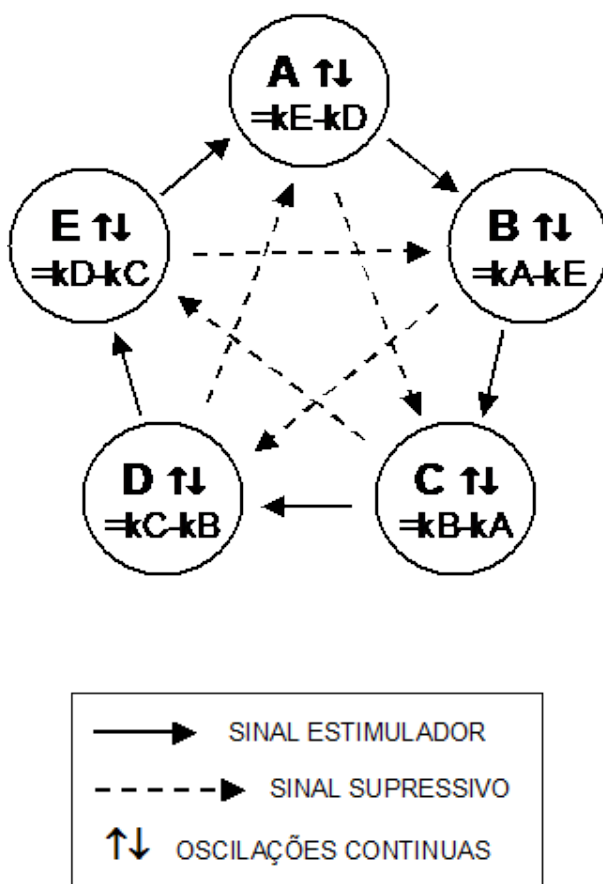 A ↑↓
=kE-kD
E ↑↓
=kD-kC
B ↑↓
=kA-kE
D ↑↓
=kC-kB
C ↑↓
=kB-kA
SINAL ESTIMULADOR
SINAL SUPRESSIVO
↑↓ OSCILAÇÕES CONTINUAS